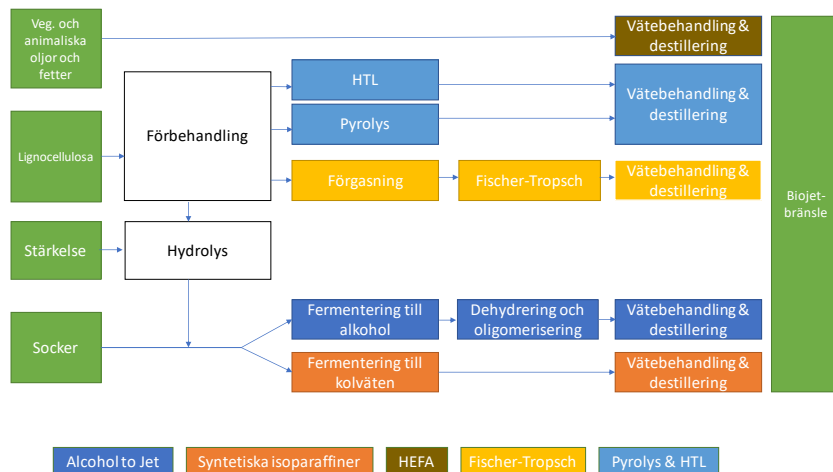 Veg. och
animaliska
oljor och
fetter
Vätebehandling &
destillering
HTL
Vätebehandling &
destillering
Förbehandling
Pyrolys
Lignocellulosa
Förgasning
Fischer-Tropsch
Vätebehandling &
destillering
Biojet-
bränsle
Stärkelse
Hydrolys
Socker
Fermentering till
alkohol
Dehydrering och
oligomerisering
Vätebehandling &
destillering
Fermentering till
kolväten
Vätebehandling &
destillering
Alcohol to Jet
Syntetiska isoparaffiner
HEFA
Fischer-Tropsch
Pyrolys & HTL